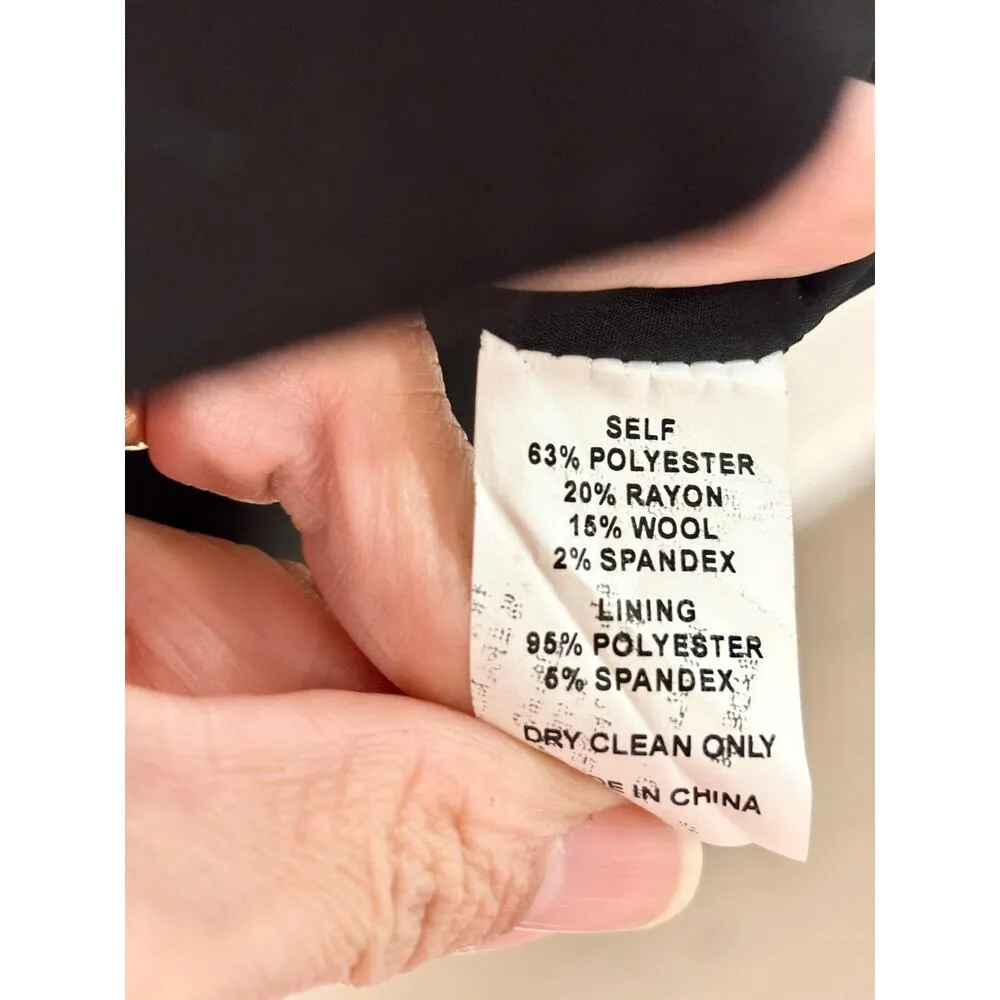 SELF
63% POLYESTER
20% RAYON
15% WOOL
2% SPANDEX
LINING
95% POLYESTER
5% SPANDEX
DRY CLEAN ONLY
IN CHINA